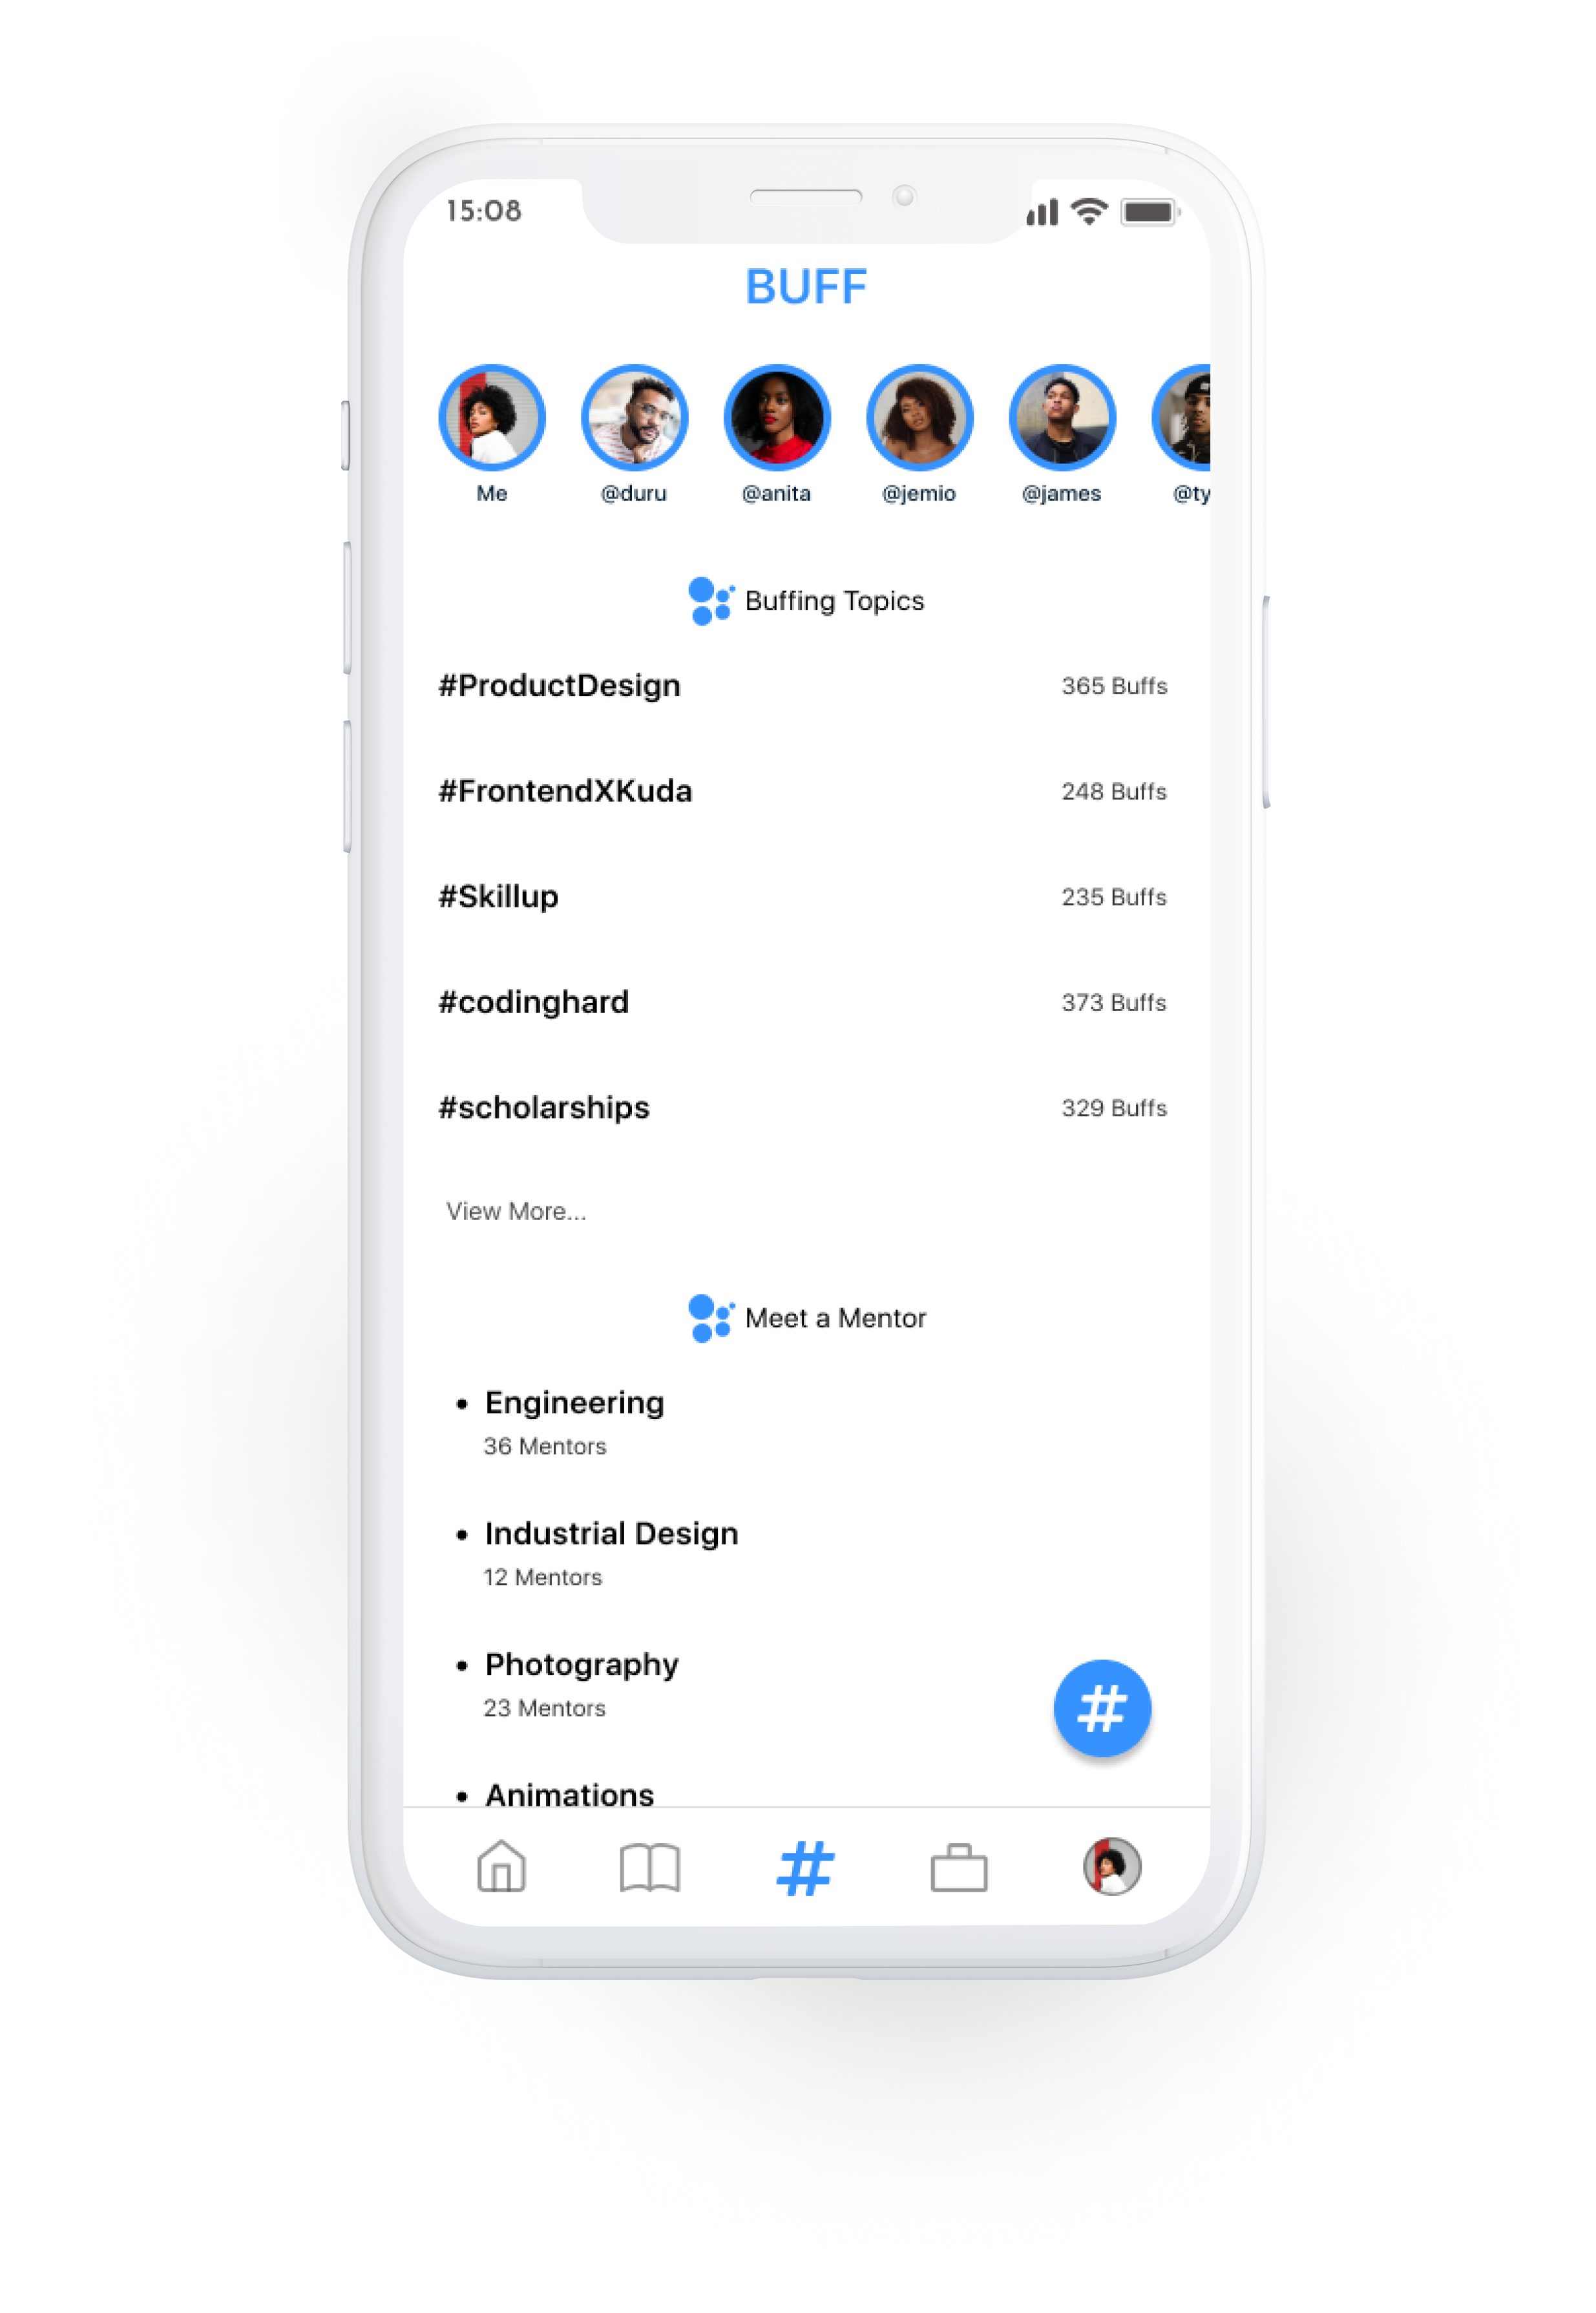 15:08
BUFF
Me @duru @anita @jemio @james @ty
Buffing Topics
#ProductDesign 365 Buffs
#FrontendXKuda 248 Buffs
#Skillup 235 Buffs
#codinghard 373 Buffs
#scholarships 329 Buffs
View More...
Meet a Mentor
• Engineering
36 Mentors
• Industrial Design
12 Mentors
• Photography
23 Mentors
#
• Animations
#